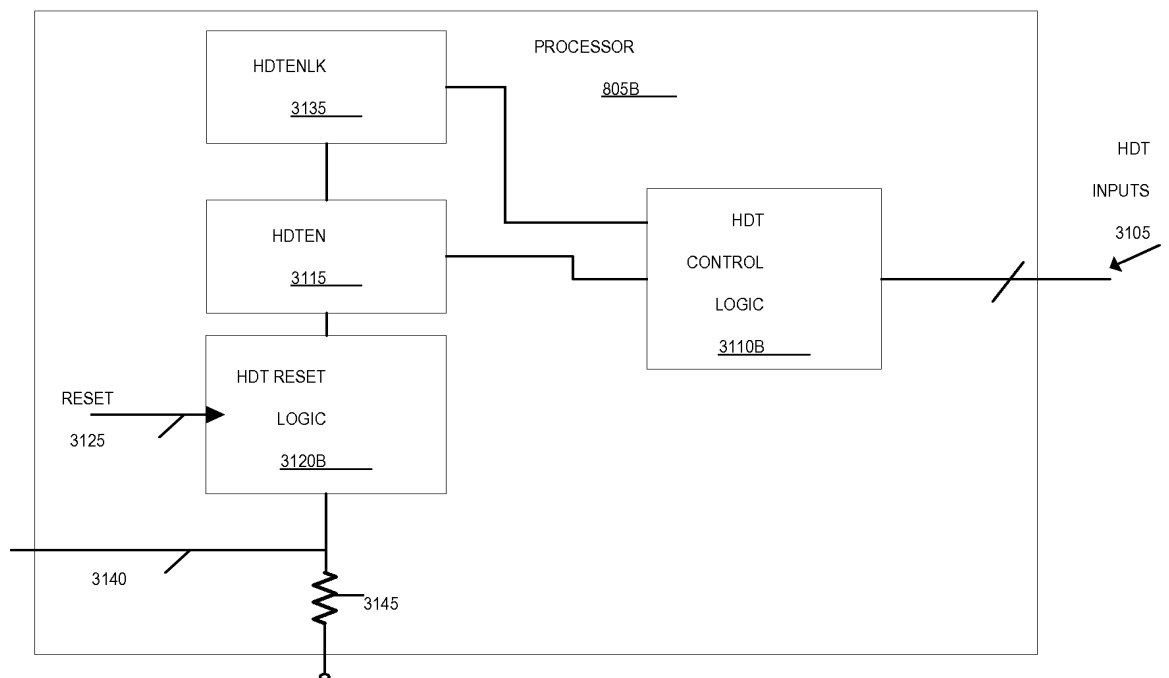 HDTENLK
3135
PROCESSOR
805B
HDT
INPUTS
3105
HDTEN
3115
HDT
CONTROL
LOGIC
3110B
HDT RESET
LOGIC
3120B
RESET
3125
3140
3145